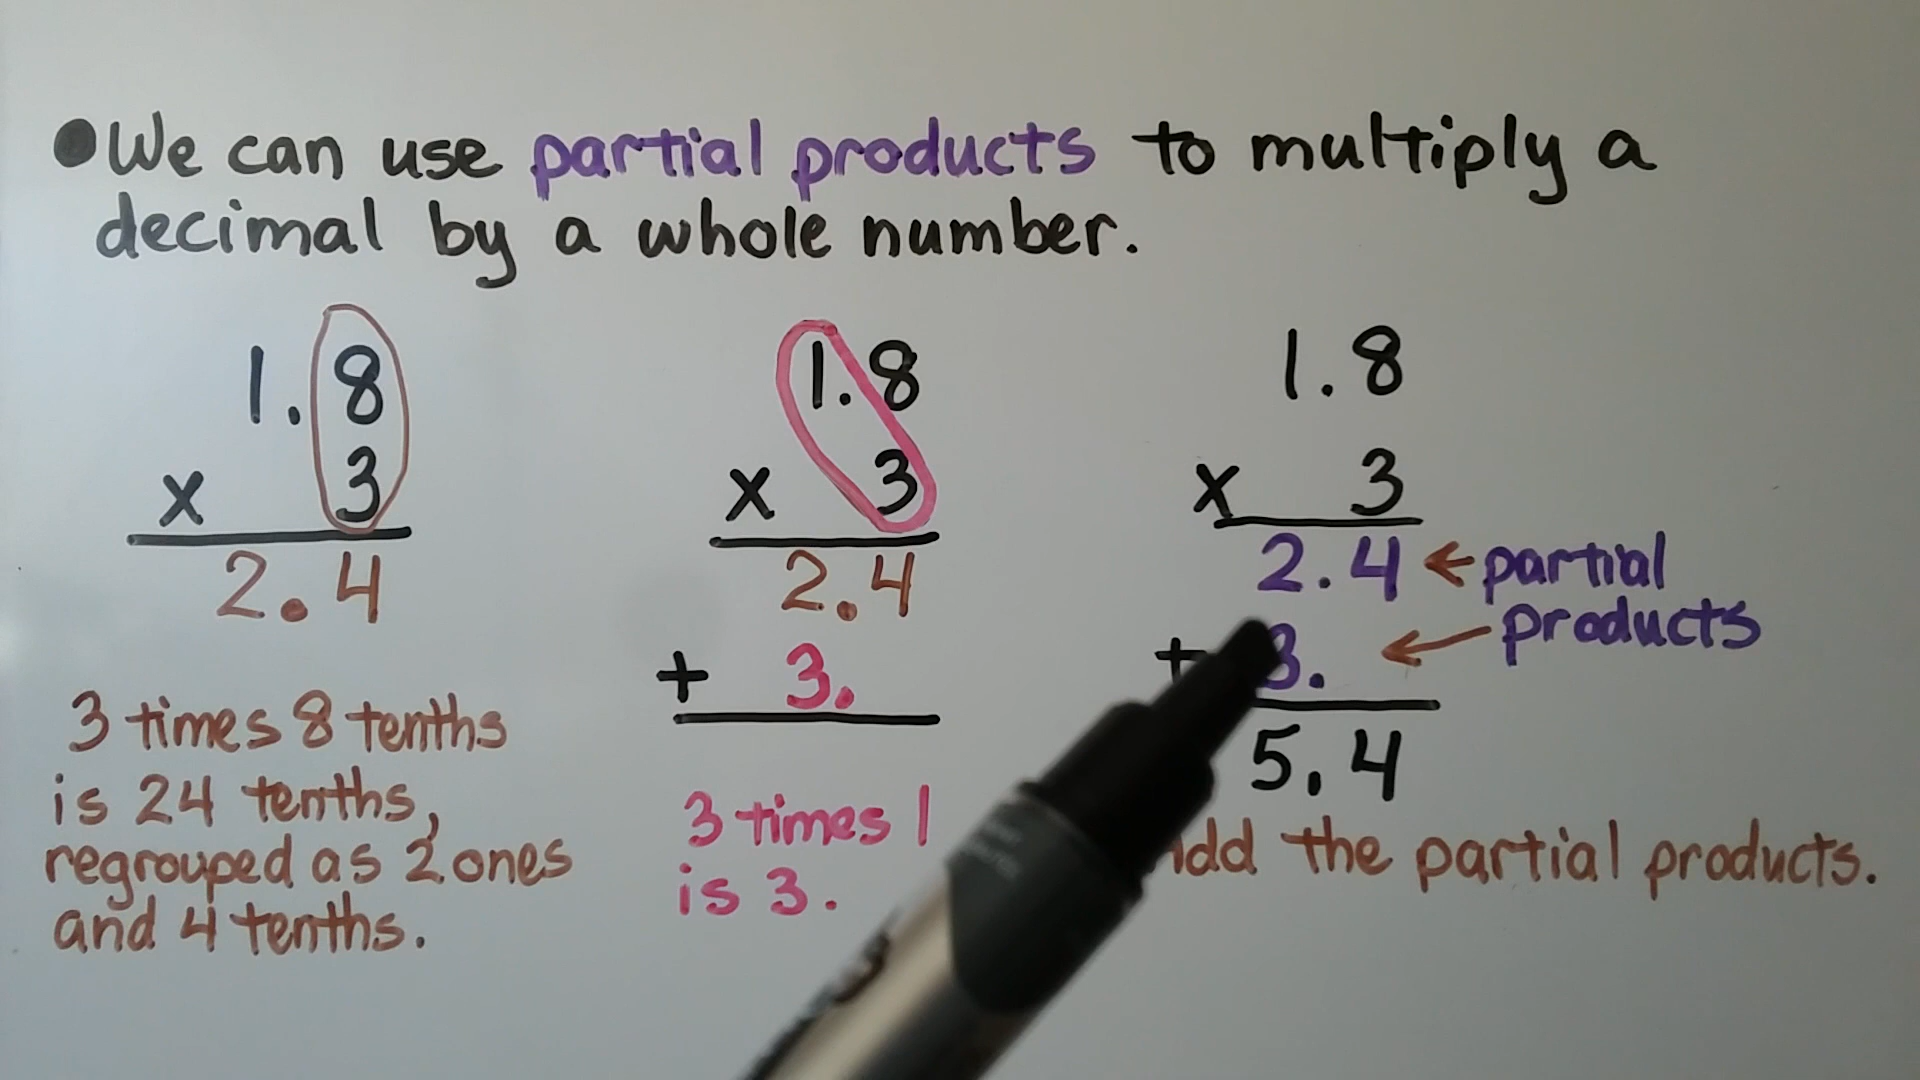 ●We can use partial products to multiply a
decimal by a whole number.
1.8
x 3
2.4
3 times 8 tenths
is 24 tenths,
regrouped as 2 ones
and 4 tenths.
1.8
x 3
2.4
+ 3.
3 times 1
is 3.
1.8
x 3
2.4 ← partial
+ 3. ← products
5.4
the partial products.